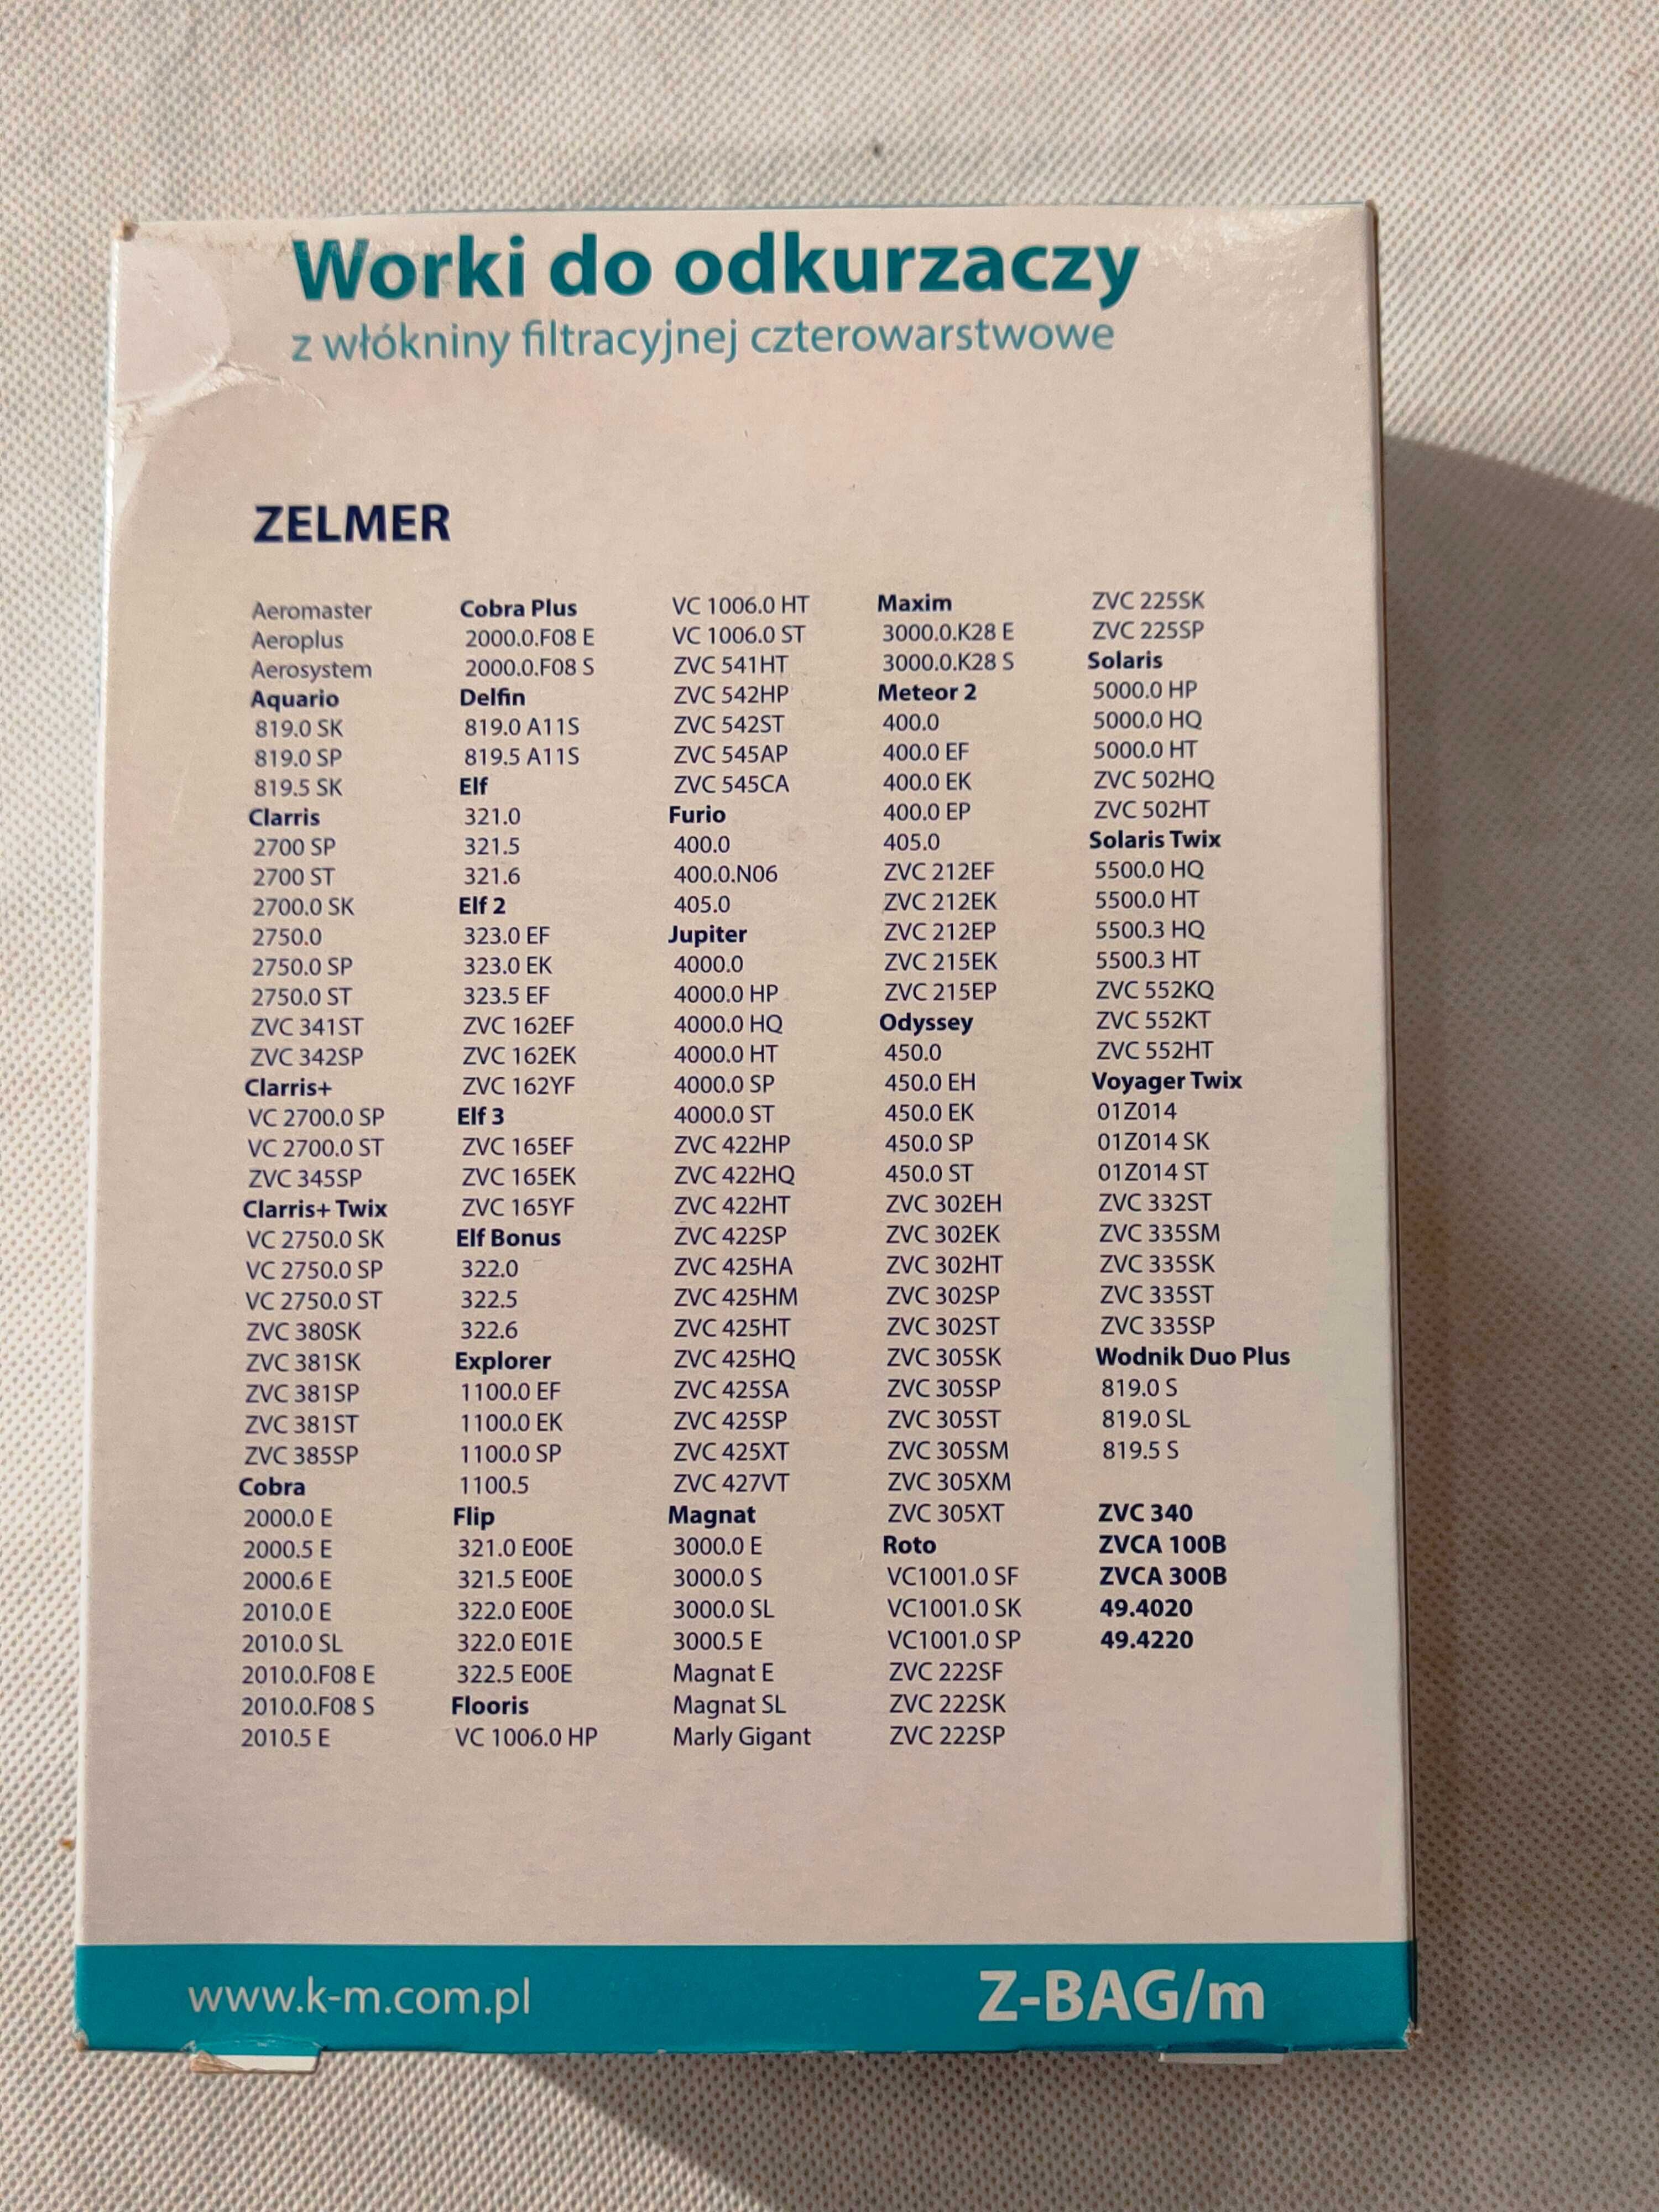 Worki do odkurzaczy
z włókniny filtracyjnej czterowarstwowe
ZELMER
Aeromaster
Aeroplus
Aerosystem
Aquario
819.0 SK
819.0 SP
819.5 SK
Clarris
2700 SP
2700 ST
2700.0 SK
2750.0
2750.0 SP
2750.0 ST
ZVC 341ST
ZVC 342SP
Clarris+
VC 2700.0 SP
VC 2700.0 ST
ZVC 345SP
Clarris+ Twix
VC 2750.0 SK
VC 2750.0 SP
VC 2750.0 ST
ZVC 380SK
ZVC 381SK
ZVC 381SP
ZVC 381ST
ZVC 385SP
Cobra
2000.0 E
2000.5 E
2000.6 E
2010.0 E
2010.0 SL
2010.0.F08 E
2010.0.F08 S
2010.5 E
Cobra Plus
2000.0.F08 E
2000.0.F08 S
Delfin
819.0 A11S
819.5 A11S
Elf
321.0
321.5
321.6
Elf 2
323.0 EF
323.0 EK
323.5 EF
ZVC 162EF
ZVC 162EK
ZVC 162YF
Elf 3
ZVC 165EF
ZVC 165EK
ZVC 165YF
Elf Bonus
322.0
322.5
322.6
Explorer
1100.0 EF
1100.0 EK
1100.0 SP
1100.5
Flip
321.0 E00E
321.5 E00E
322.0 E00E
322.0 E01E
322.5 E00E
Flooris
VC 1006.0 HP
VC 1006.0 HT
VC 1006.0 ST
ZVC 541HT
ZVC 542HP
ZVC 542ST
ZVC 545AP
ZVC 545CA
Furio
400.0
400.0.N06
405.0
Jupiter
4000.0
4000.0 HP
4000.0 HQ
4000.0 HT
4000.0 SP
4000.0 ST
ZVC 422HP
ZVC 422HQ
ZVC 422HT
ZVC 422SP
ZVC 425HA
ZVC 425HM
ZVC 425HT
ZVC 425HQ
ZVC 425SA
ZVC 425SP
ZVC 425XT
ZVC 427VT
Magnat
3000.0 E
3000.0 S
3000.0 SL
3000.5 E
Magnat E
Magnat SL
Marly Gigant
Maxim
3000.0.K28 E
3000.0.K28 S
Meteor 2
400.0
400.0 EF
400.0 EK
400.0 EP
405.0
ZVC 212EF
ZVC 212EK
ZVC 212EP
ZVC 215EK
ZVC 215EP
Odyssey
450.0
450.0 EH
450.0 EK
450.0 SP
450.0 ST
ZVC 302EH
ZVC 302EK
ZVC 302HT
ZVC 302SP
ZVC 302ST
ZVC 305SK
ZVC 305SP
ZVC 305ST
ZVC 305SM
ZVC 305XM
ZVC 305XT
Roto
VC1001.0 SF
VC1001.0 SK
VC1001.0 SP
ZVC 222SF
ZVC 222SK
ZVC 222SP
ZVC 225SK
ZVC 225SP
Solaris
5000.0 HP
5000.0 HQ
5000.0 HT
ZVC 502HQ
ZVC 502HT
Solaris Twix
5500.0 HQ
5500.0 HT
5500.3 HQ
5500.3 HT
ZVC 552KQ
ZVC 552KT
ZVC 552HT
Voyager Twix
01Z014
01Z014 SK
01Z014 ST
ZVC 332ST
ZVC 335SM
ZVC 335SK
ZVC 335ST
ZVC 335SP
Wodnik Duo Plus
819.0 S
819.0 SL
819.5 S
ZVC 340
ZVCA 100B
ZVCA 300B
49.4020
49.4220
www.k-m.com.pl
Z-BAG/m